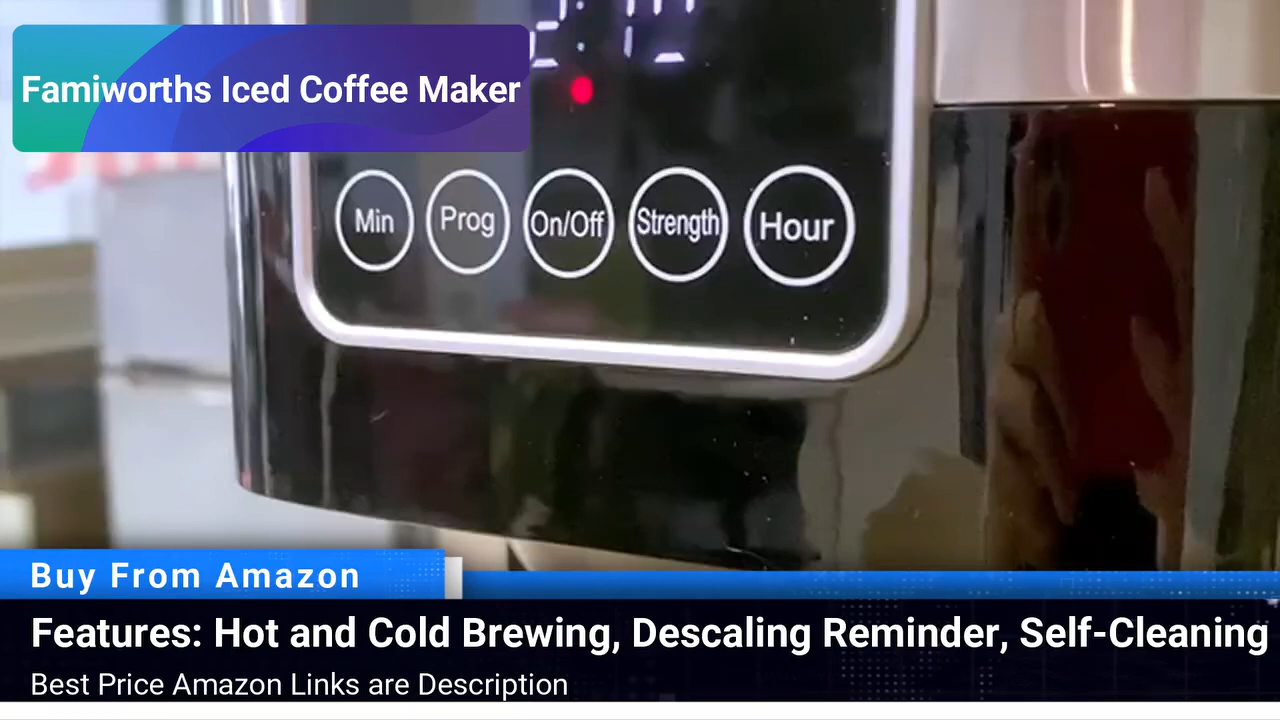 Famiworths Iced Coffee Maker
Min Prog On/Off Strength Hour
Buy From Amazon
Features: Hot and Cold Brewing, Descaling Reminder, Self-Cleaning
Best Price Amazon Links are Description